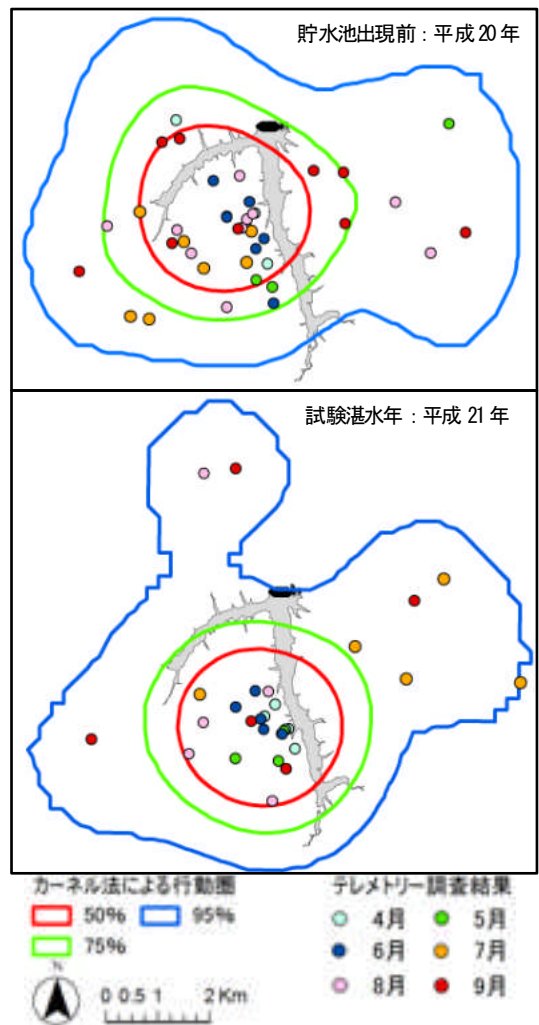 貯水池出現前：平成20年
試験湛水年：平成21年
カーネル法による行動圏
50% 95%
75%
テレメトリー調査結果
4月 5月
6月 7月
8月 9月
N
0 0.5 1 2 Km